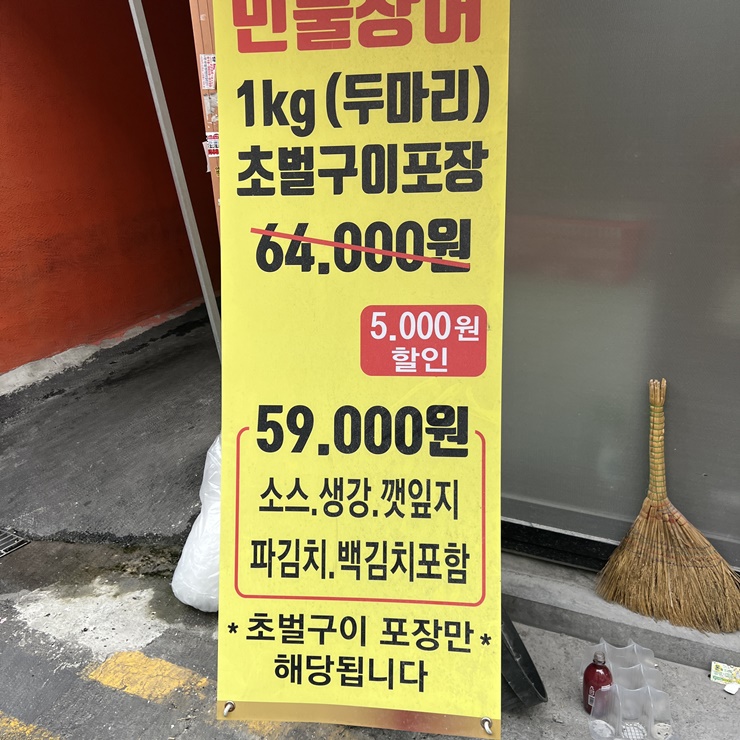 민물장어
1kg (두마리)
초벌구이포장
64.000원
5.000원
할인
59.000원
소스.생강.깻잎지
파김치.백김치포함
*초벌구이 포장만*
해당됩니다